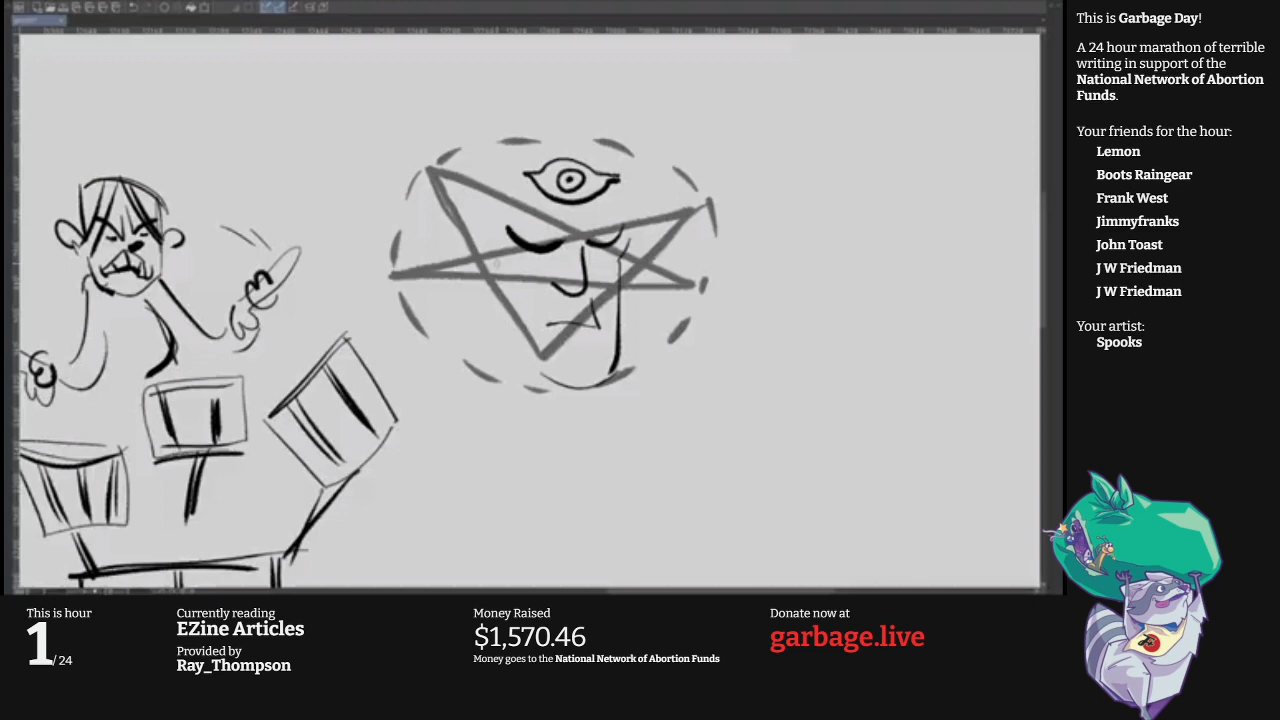 This is Garbage Day!
A 24 hour marathon of terrible
writing in support of the
National Network of Abortion
Funds.
Your friends for the hour:
Lemon
Boots Raingear
Frank West
Jimmyfranks
John Toast
J W Friedman
J W Friedman
Your artist:
Spooks
This is hour
1 / 24
Currently reading
EZine Articles
Provided by
Ray_Thompson
Money Raised
$1,570.46
Money goes to the National Network of Abortion Funds
Donate now at
garbage.live